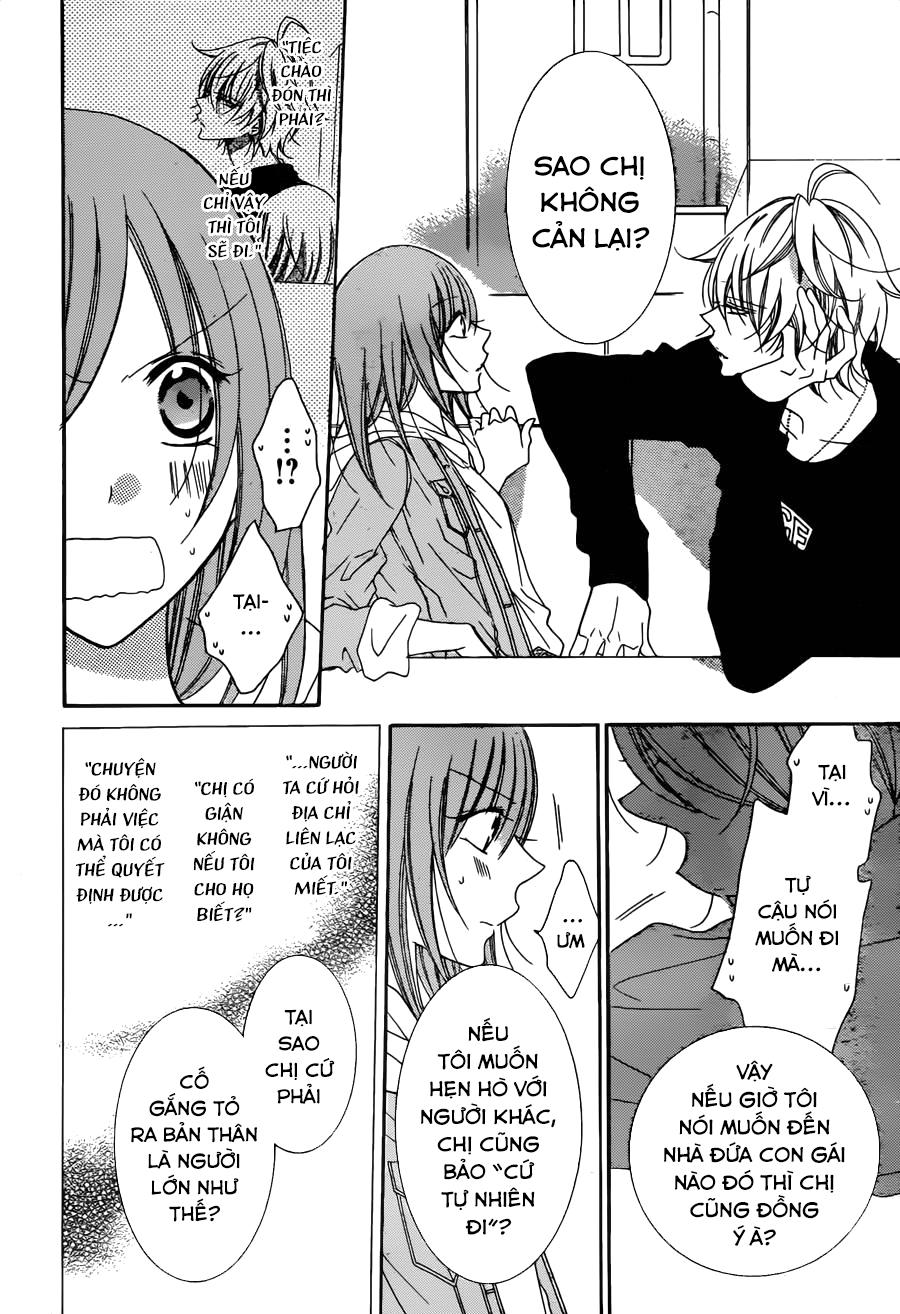 SAO CHỊ
KHÔNG
CẢN LẠI?
"TIỆC
CHÀO
ĐÓN THÌ
PHẢI?-
NẾU
CHỈ VẬY
THÌ TÔI
SẼ ĐI."
...
!?
TẠI-
...
TẠI
VÌ...
TỰ
CẬU NÓI
MUỐN ĐI
MÀ...
VẬY
NẾU GIỜ TÔI
NÓI MUỐN ĐẾN
NHÀ ĐỨA CON GÁI
NÀO ĐÓ THÌ CHỊ
CŨNG ĐỒNG
Ý À?
...
ƯM
NẾU
TÔI MUỐN
HẸN HÒ VỚI
NGƯỜI KHÁC,
CHỊ CŨNG
BẢO "CỨ
TỰ NHIÊN
ĐI"?
"...NGƯỜI
TA CỨ HỎI
ĐỊA CHỈ
LIÊN LẠC
CỦA TÔI
MIẾT."
"CHỊ CÓ
GIẬN
KHÔNG
NẾU TÔI
CHO HỌ
BIẾT?"
"CHUYỆN
ĐÓ KHÔNG
PHẢI VIỆC
MÀ TÔI CÓ
THỂ QUYẾT
ĐỊNH ĐƯỢC
..."
TẠI
SAO
CHỊ CỨ
PHẢI
CỐ
GẮNG TỎ
RA BẢN THÂN
LÀ NGƯỜI
LỚN NHƯ
THẾ?